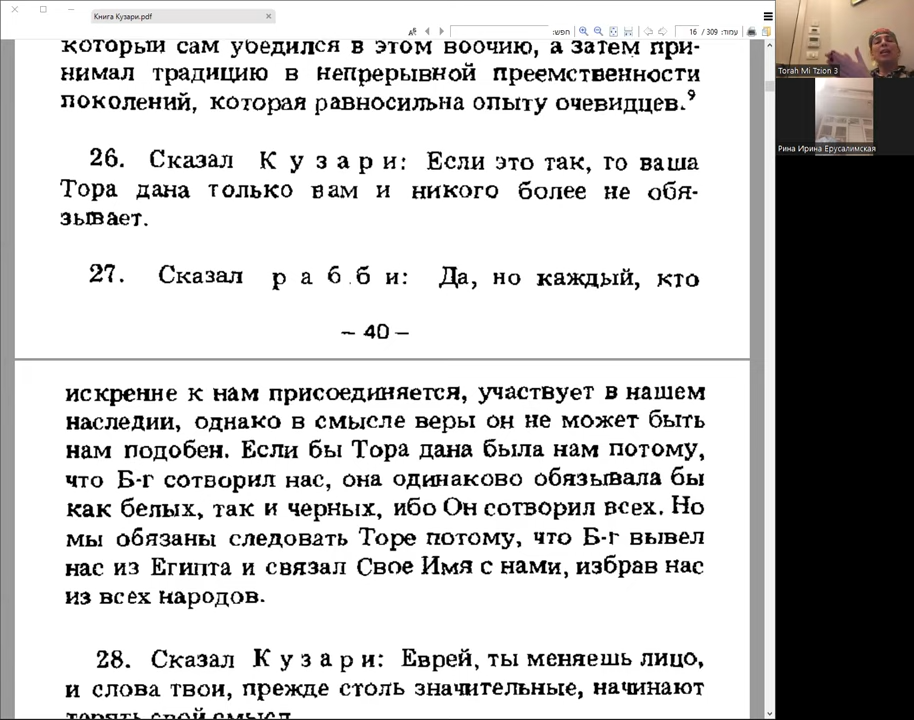 Книга Кузари.pdf
חפש:
עמוד: 309/ 16
Torah Mi Tzion 3
Рина Ирина Ерусалимская
который сам убедился в этом воочию, а затем при-
нимал традицию в непрерывной преемственности
поколений, которая равносильна опыту очевидцев.⁹
26. Сказал К у з а р и: Если это так, то ваша
Тора дана только вам и никого более не обя-
зывает.
27. Сказал р а б б и: Да, но каждый, кто
– 40 –
искренне к нам присоединяется, участвует в нашем
наследии, однако в смысле веры он не может быть
нам подобен. Если бы Тора дана была нам потому,
что Б-г сотворил нас, она одинаково обязывала бы
как белых, так и черных, ибо Он сотворил всех. Но
мы обязаны следовать Торе потому, что Б-г вывел
нас из Египта и связал Свое Имя с нами, избрав нас
из всех народов.
28. Сказал К у з а р и: Еврей, ты меняешь лицо,
и слова твои, прежде столь значительные, начинают
терять свой смысл